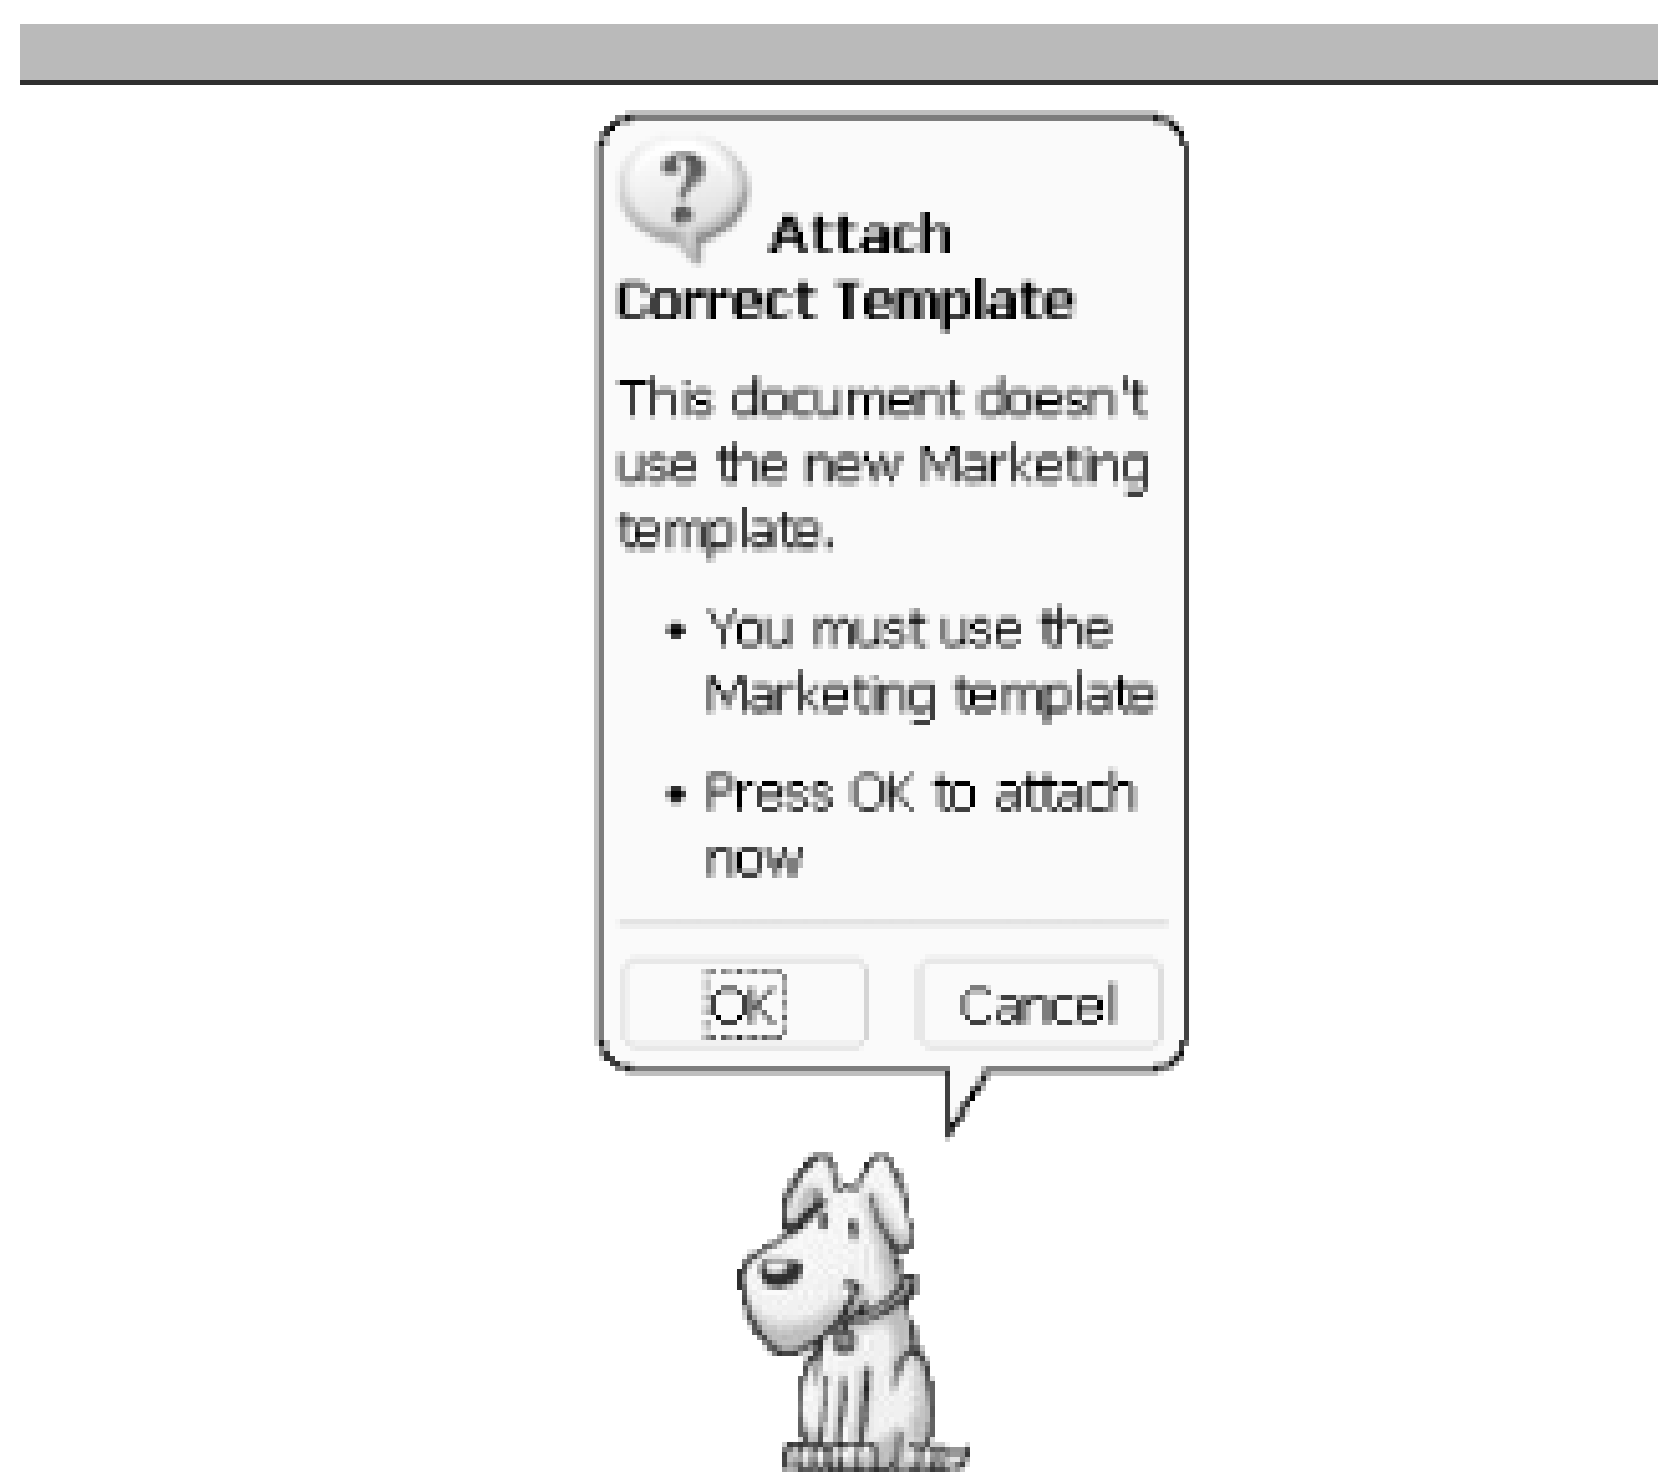 ?
Attach
Correct Template
This document doesn't
use the new Marketing
template.
• You must use the
Marketing template
• Press OK to attach
now
OK Cancel